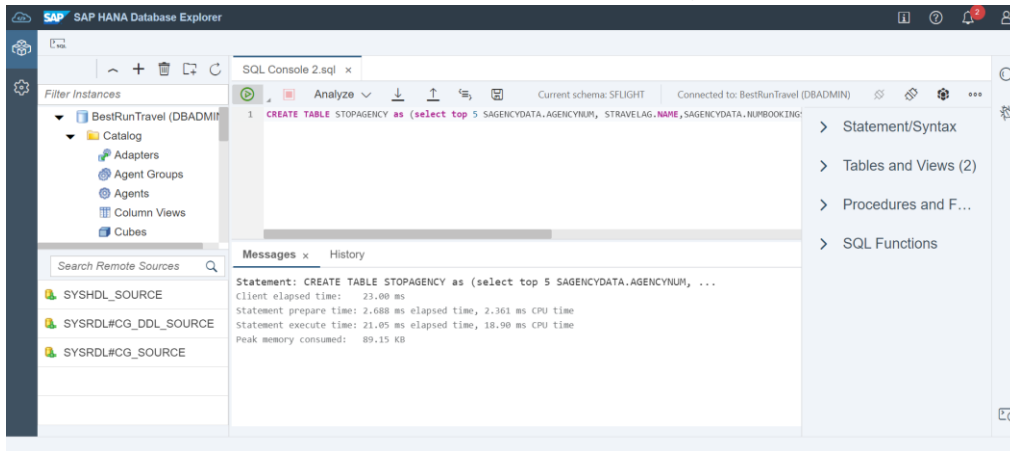 SAP SAP HANA Database Explorer
2
SQL
SQL Console 2.sql ×
Filter Instances
Analyze
Current schema: SFLIGHT
Connected to: BestRunTravel (DBADMIN)
BestRunTravel (DBADMIN
Catalog
Adapters
Agent Groups
Agents
Column Views
Cubes
1 CREATE TABLE STOPAGENCY as (select top 5 SAGENCYDATA.AGENCYNUM, STRAVELAG.NAME,SAGENCYDATA.NUMBOOKINGS
Statement/Syntax
Tables and Views (2)
Procedures and F...
SQL Functions
Search Remote Sources
SYSHDL_SOURCE
SYSRDL#CG_DDL_SOURCE
SYSRDL#CG_SOURCE
Messages ×
History
Statement: CREATE TABLE STOPAGENCY as (select top 5 SAGENCYDATA.AGENCYNUM, ...
Client elapsed time: 23.00 ms
Statement prepare time: 2.688 ms elapsed time, 2.361 ms CPU time
Statement execute time: 21.05 ms elapsed time, 18.90 ms CPU time
Peak memory consumed: 89.15 KB